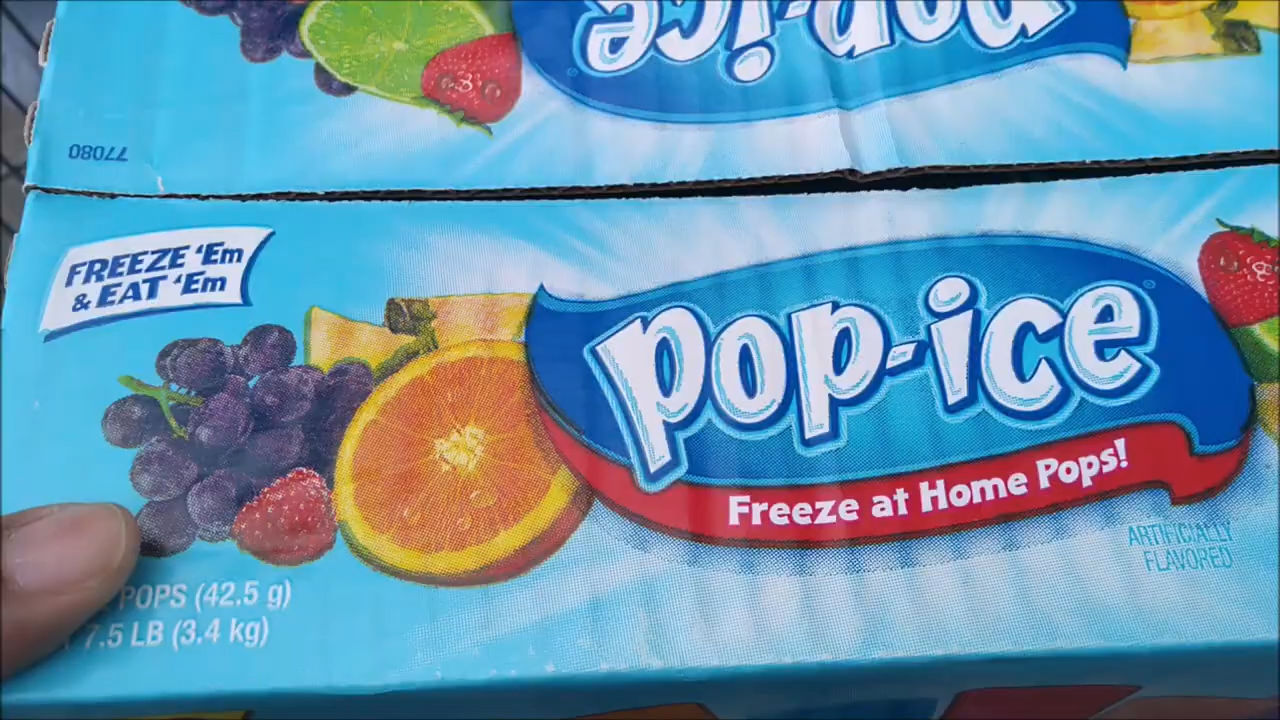 pop-ice
77080
FREEZE 'Em
& EAT 'Em
pop-ice
Freeze at Home Pops!
ARTIFICIALLY
FLAVORED
POPS (42.5 g)
7.5 LB (3.4 kg)